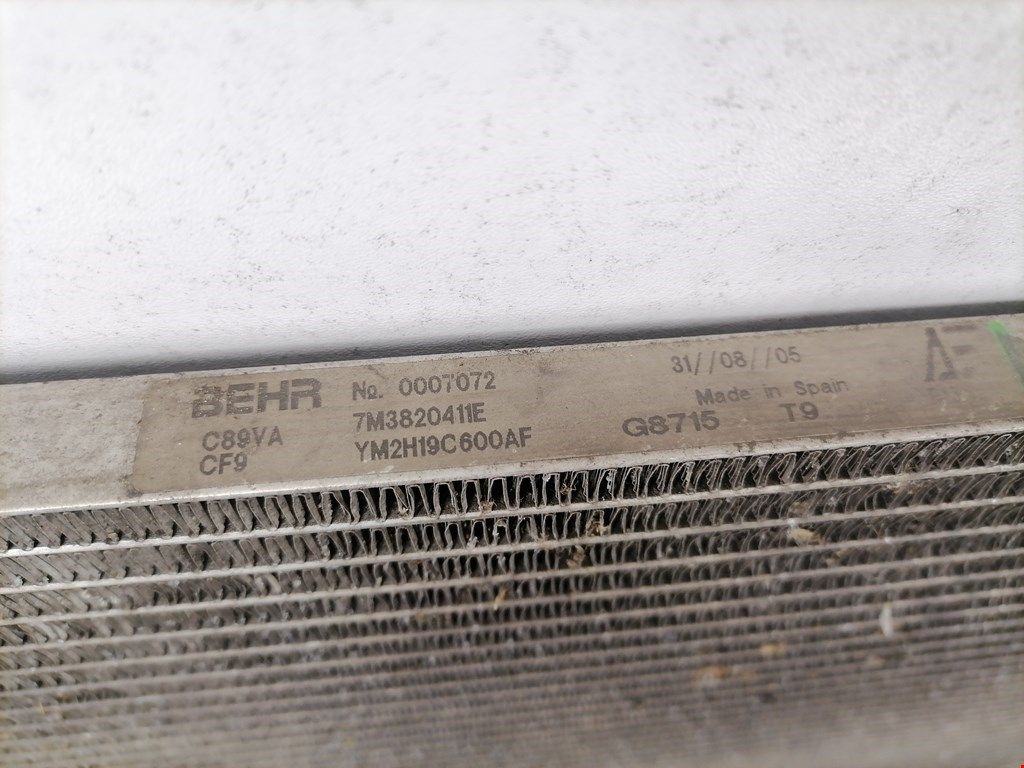 BEHR № 0007072 31//08//05
7M3820411E Made in Spain
C89VA YM2H19C600AF G8715 T9
CF9